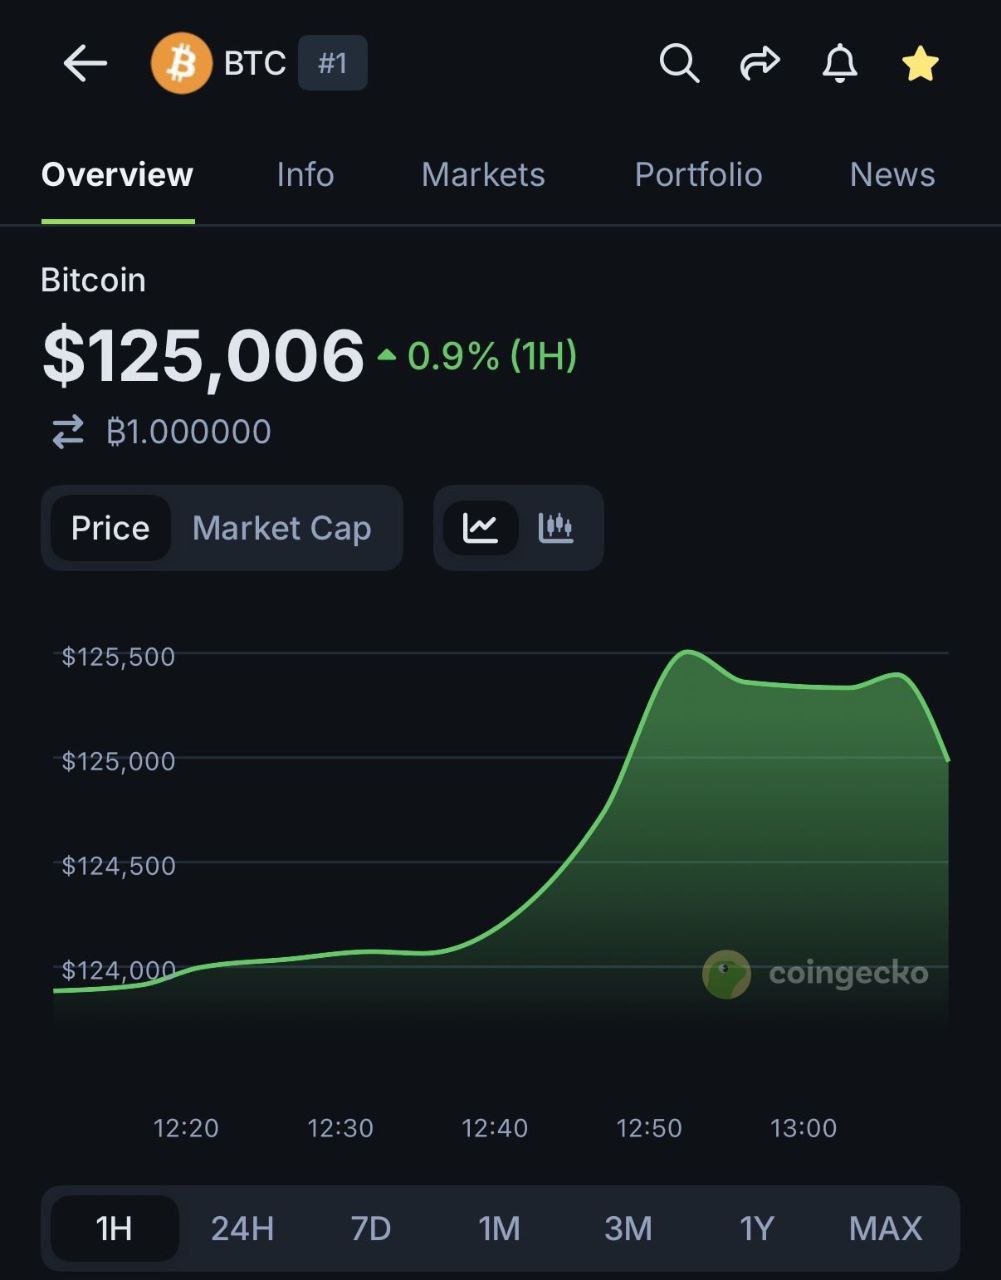 BTC #1
Overview Info Markets Portfolio News
Bitcoin
$125,006 0.9% (1H)
₿1.000000
Price Market Cap
$125,500
$125,000
$124,500
$124,000
coingecko
12:20 12:30 12:40 12:50 13:00
1H 24H 7D 1M 3M 1Y MAX